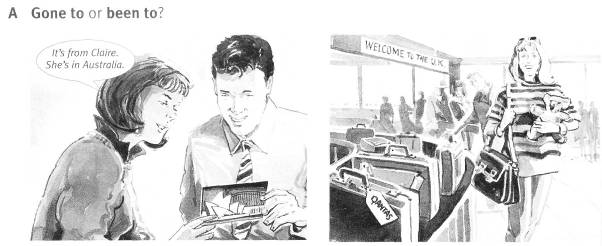 A Gone to or been to?
It's from Claire.
She's in Australia.
WELCOME TO THE U.K.
QANTAS